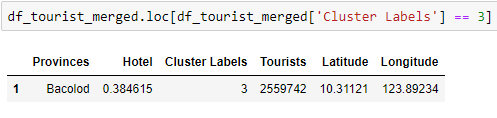 df_tourist_merged.loc[df_tourist_merged['Cluster Labels'] == 3]
Provinces Hotel Cluster Labels Tourists Latitude Longitude
1 Bacolod 0.384615 3 2559742 10.31121 123.89234